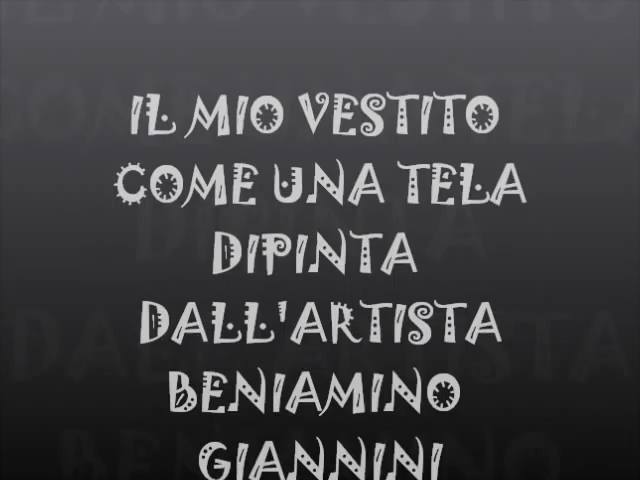 IL MIO VESTITO
COME UNA TELA
DIPINTA
DALL'ARTISTA
BENIAMINO
GIANNINI